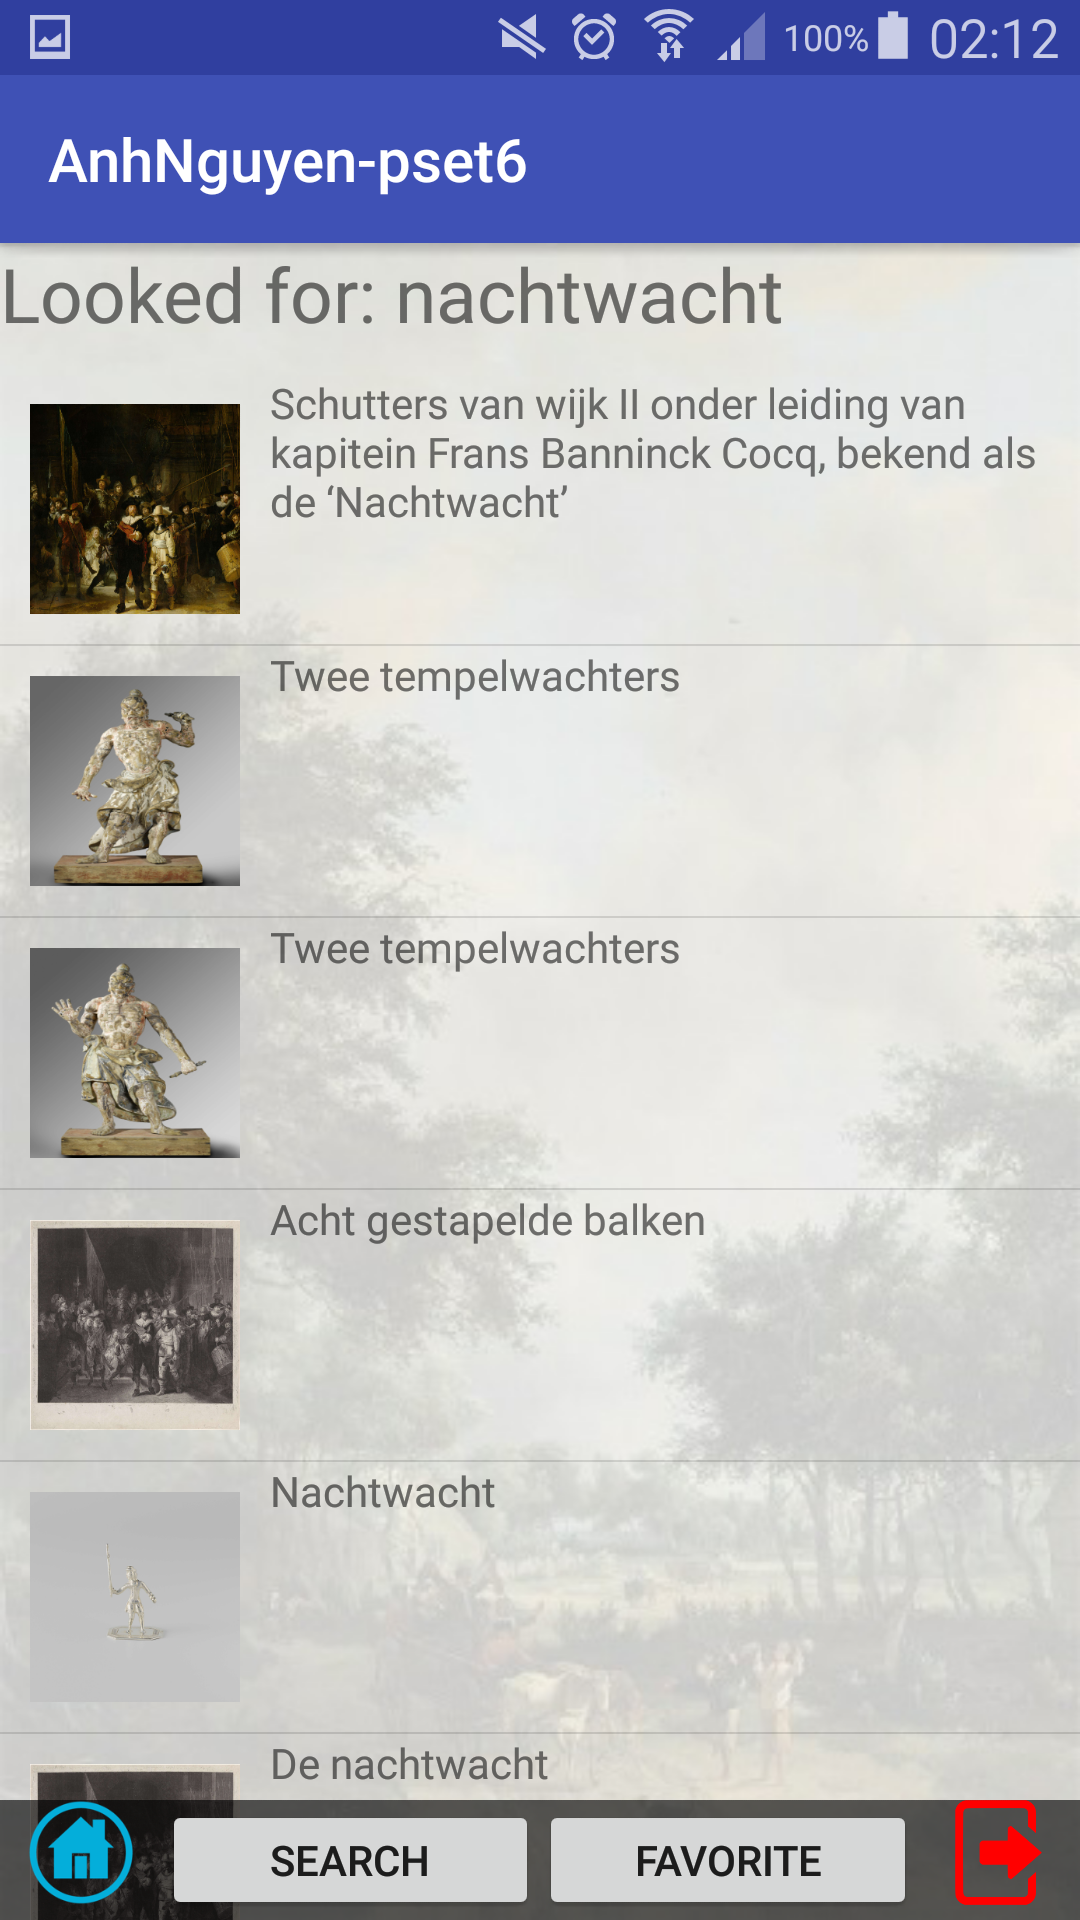 100% 02:12
AnhNguyen-pset6
Looked for: nachtwacht
Schutters van wijk II onder leiding van
kapitein Frans Banninck Cocq, bekend als
de ‘Nachtwacht’
Twee tempelwachters
Twee tempelwachters
Acht gestapelde balken
Nachtwacht
De nachtwacht
SEARCH FAVORITE